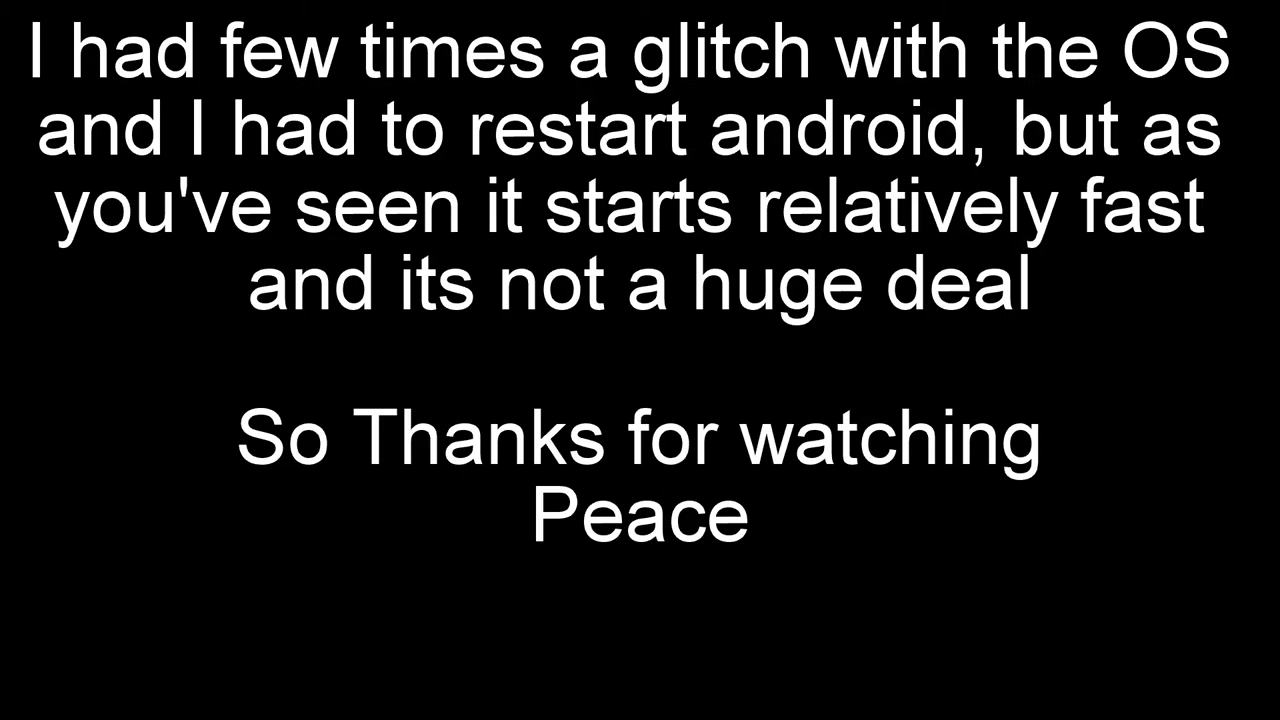 I had few times a glitch with the OS
and I had to restart android, but as
you've seen it starts relatively fast
and its not a huge deal
So Thanks for watching
Peace